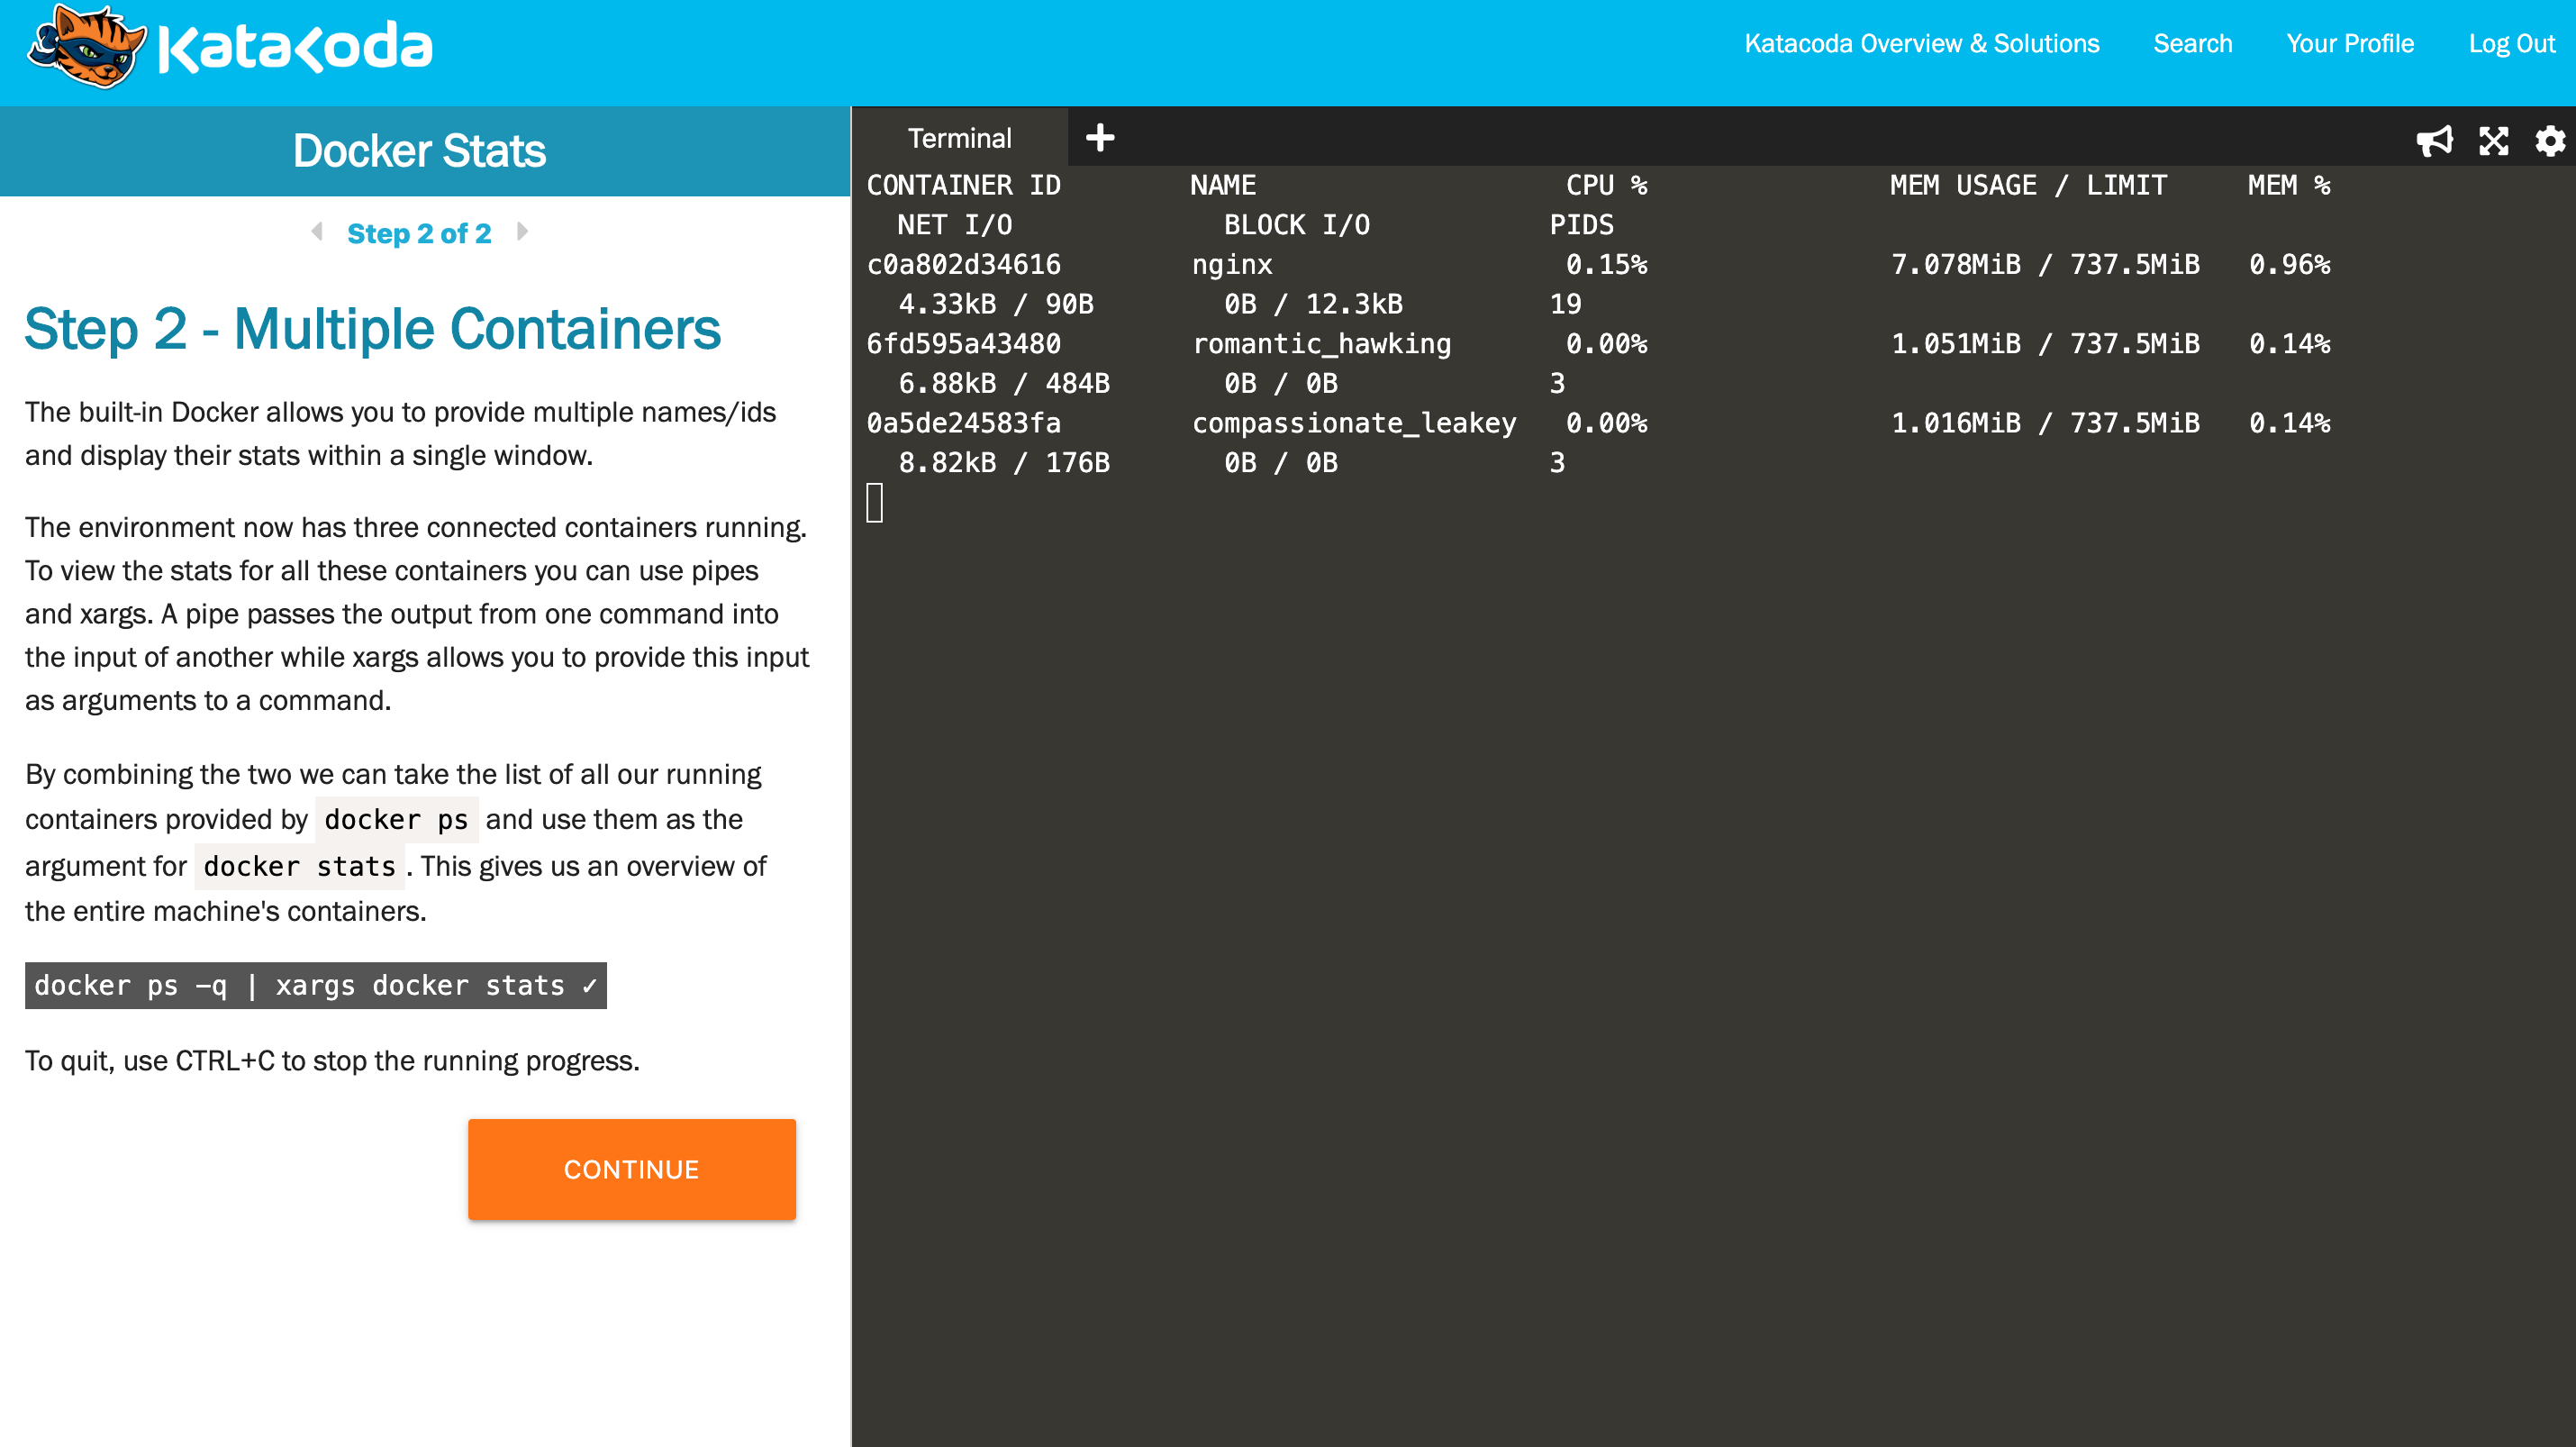 Katacoda
Katacoda Overview & Solutions Search Your Profile Log Out
Docker Stats
Step 2 of 2
Step 2 - Multiple Containers
The built-in Docker allows you to provide multiple names/ids
and display their stats within a single window.
The environment now has three connected containers running.
To view the stats for all these containers you can use pipes
and xargs. A pipe passes the output from one command into
the input of another while xargs allows you to provide this input
as arguments to a command.
By combining the two we can take the list of all our running
containers provided by docker ps and use them as the
argument for docker stats . This gives us an overview of
the entire machine's containers.
docker ps -q | xargs docker stats ✓
To quit, use CTRL+C to stop the running progress.
CONTINUE
Terminal
CONTAINER ID NAME CPU % MEM USAGE / LIMIT MEM %
NET I/O BLOCK I/O PIDS
c0a802d34616 nginx 0.15% 7.078MiB / 737.5MiB 0.96%
4.33kB / 90B 0B / 12.3kB 19
6fd595a43480 romantic_hawking 0.00% 1.051MiB / 737.5MiB 0.14%
6.88kB / 484B 0B / 0B 3
0a5de24583fa compassionate_leakey 0.00% 1.016MiB / 737.5MiB 0.14%
8.82kB / 176B 0B / 0B 3